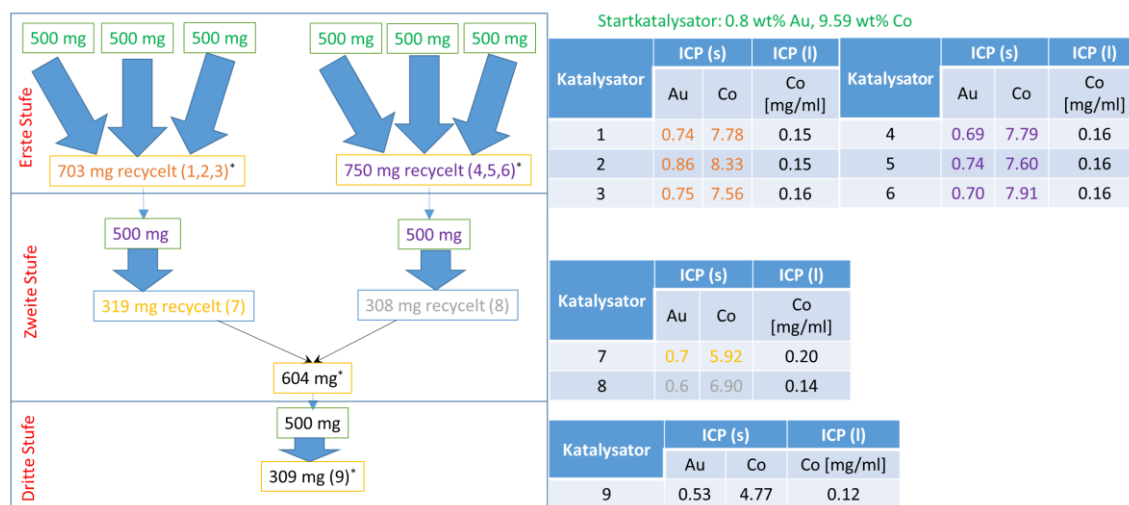 Startkatalysator: 0.8 wt% Au, 9.59 wt% Co
Erste Stufe
500 mg 500 mg 500 mg 500 mg 500 mg 500 mg
703 mg recycelt (1,2,3)* 750 mg recycelt (4,5,6)*
Zweite Stufe
500 mg 500 mg
319 mg recycelt (7) 308 mg recycelt (8)
604 mg*
Dritte Stufe
500 mg
309 mg (9)*
Katalysator ICP (s) ICP (l) Katalysator ICP (s) ICP (l)
Au Co Co [mg/ml] Au Co Co [mg/ml]
1 0.74 7.78 0.15 4 0.69 7.79 0.16
2 0.86 8.33 0.15 5 0.74 7.60 0.16
3 0.75 7.56 0.16 6 0.70 7.91 0.16
Katalysator ICP (s) ICP (l)
Au Co Co [mg/ml]
7 0.7 5.92 0.20
8 0.6 6.90 0.14
Katalysator ICP (s) ICP (l)
Au Co Co [mg/ml]
9 0.53 4.77 0.12